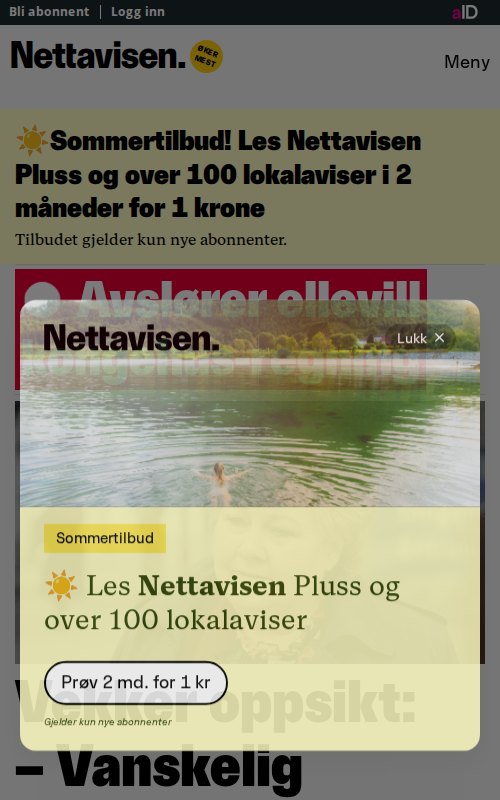 Bli abonnent | Logg inn
aID
Nettavisen.
ØKER
MEST
Meny
Sommertilbud! Les Nettavisen
Pluss og over 100 lokalaviser i 2
måneder for 1 krone
Tilbudet gjelder kun nye abonnenter.
Avslører ellevill
Nettavisen.
Lukk ×
Sommertilbud
Les Nettavisen Pluss og
over 100 lokalaviser
Prøv 2 md. for 1 kr
Gjelder kun nye abonnenter
Vekker oppsikt:
– Vanskelig